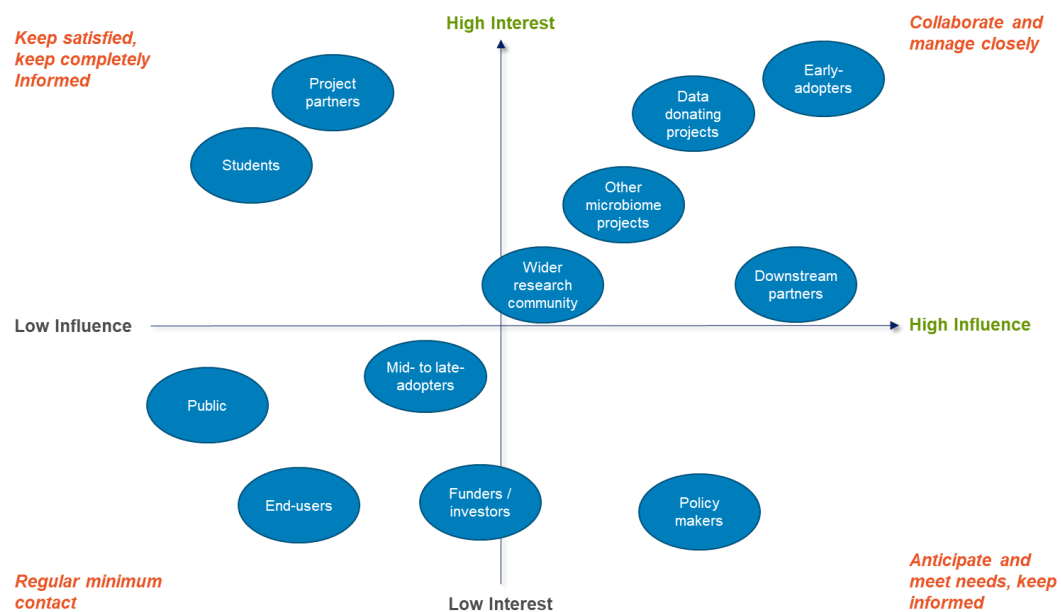 High Interest
Collaborate and
manage closely
Keep satisfied,
keep completely
Informed
Project
partners
Early-
adopters
Data
donating
projects
Students
Other
microbiome
projects
Wider
research
community
Downstream
partners
Low Influence
High Influence
Mid- to late-
adopters
Public
End-users
Funders /
investors
Policy
makers
Regular minimum
contact
Low Interest
Anticipate and
meet needs, keep
informed